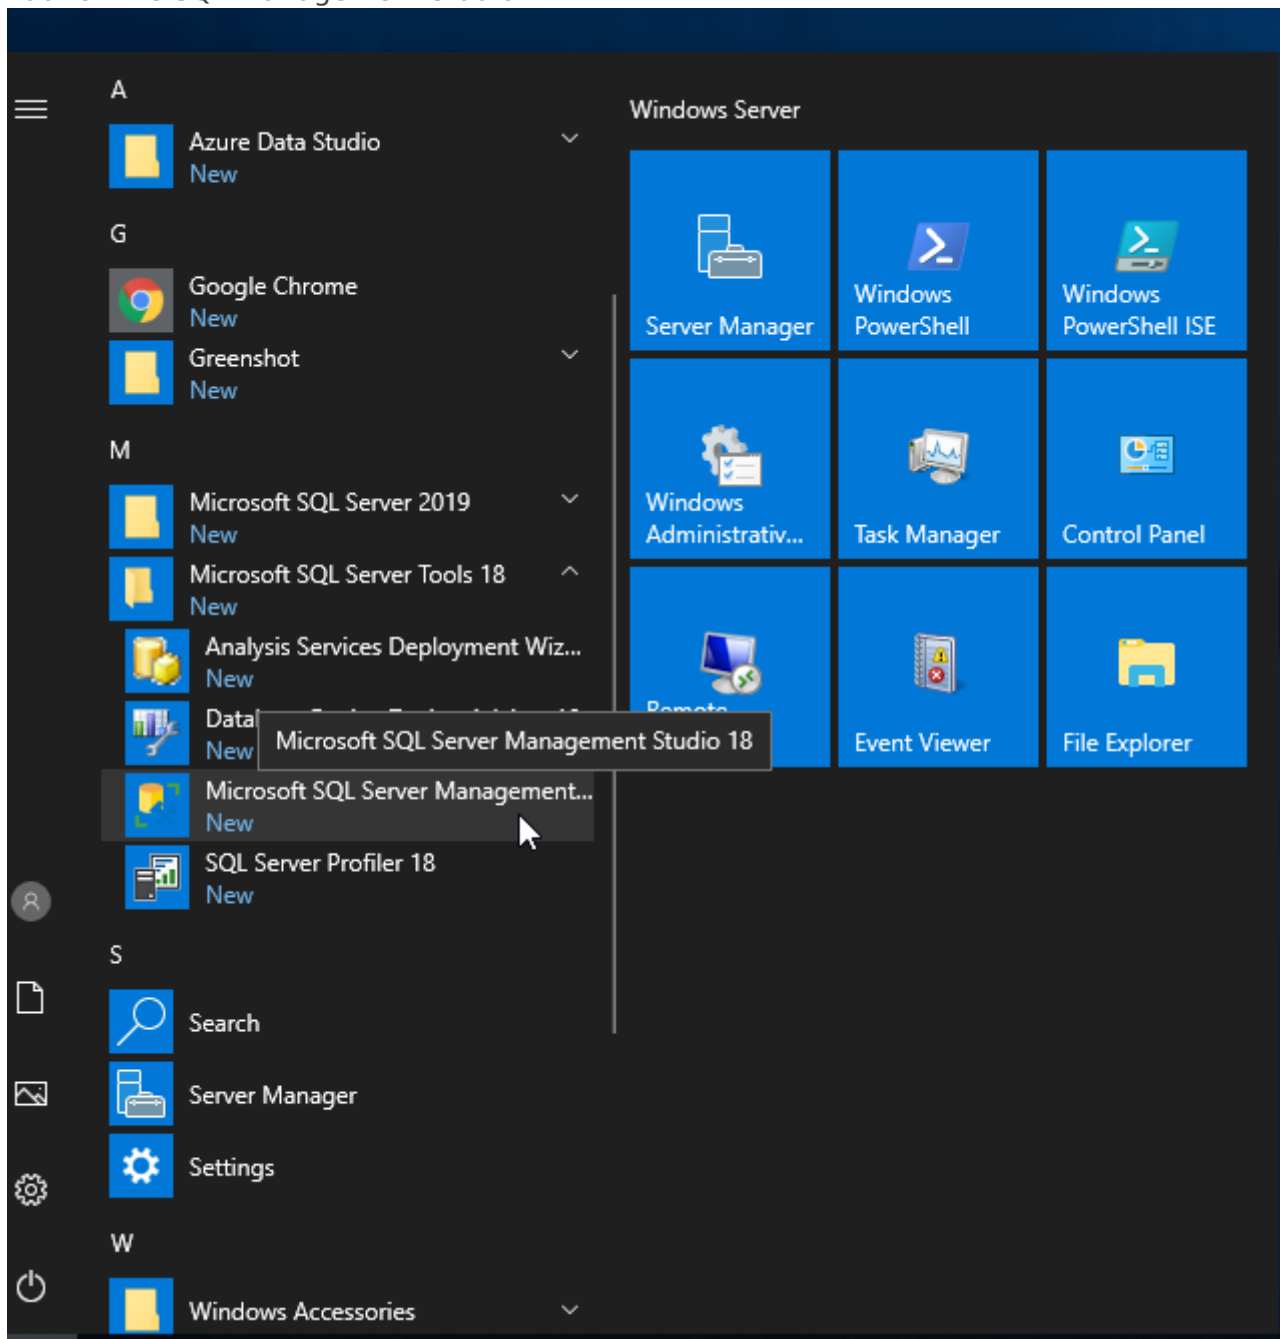 A
Azure Data Studio
New
G
Google Chrome
New
Greenshot
New
M
Microsoft SQL Server 2019
New
Microsoft SQL Server Tools 18
New
Analysis Services Deployment Wiz...
New
New
Microsoft SQL Server Management Studio 18
Microsoft SQL Server Management...
New
SQL Server Profiler 18
New
S
Search
Server Manager
Settings
W
Windows Accessories
Windows Server
Server Manager
Windows
PowerShell
Windows
PowerShell ISE
Windows
Administrativ...
Task Manager
Control Panel
Remote
Event Viewer
File Explorer